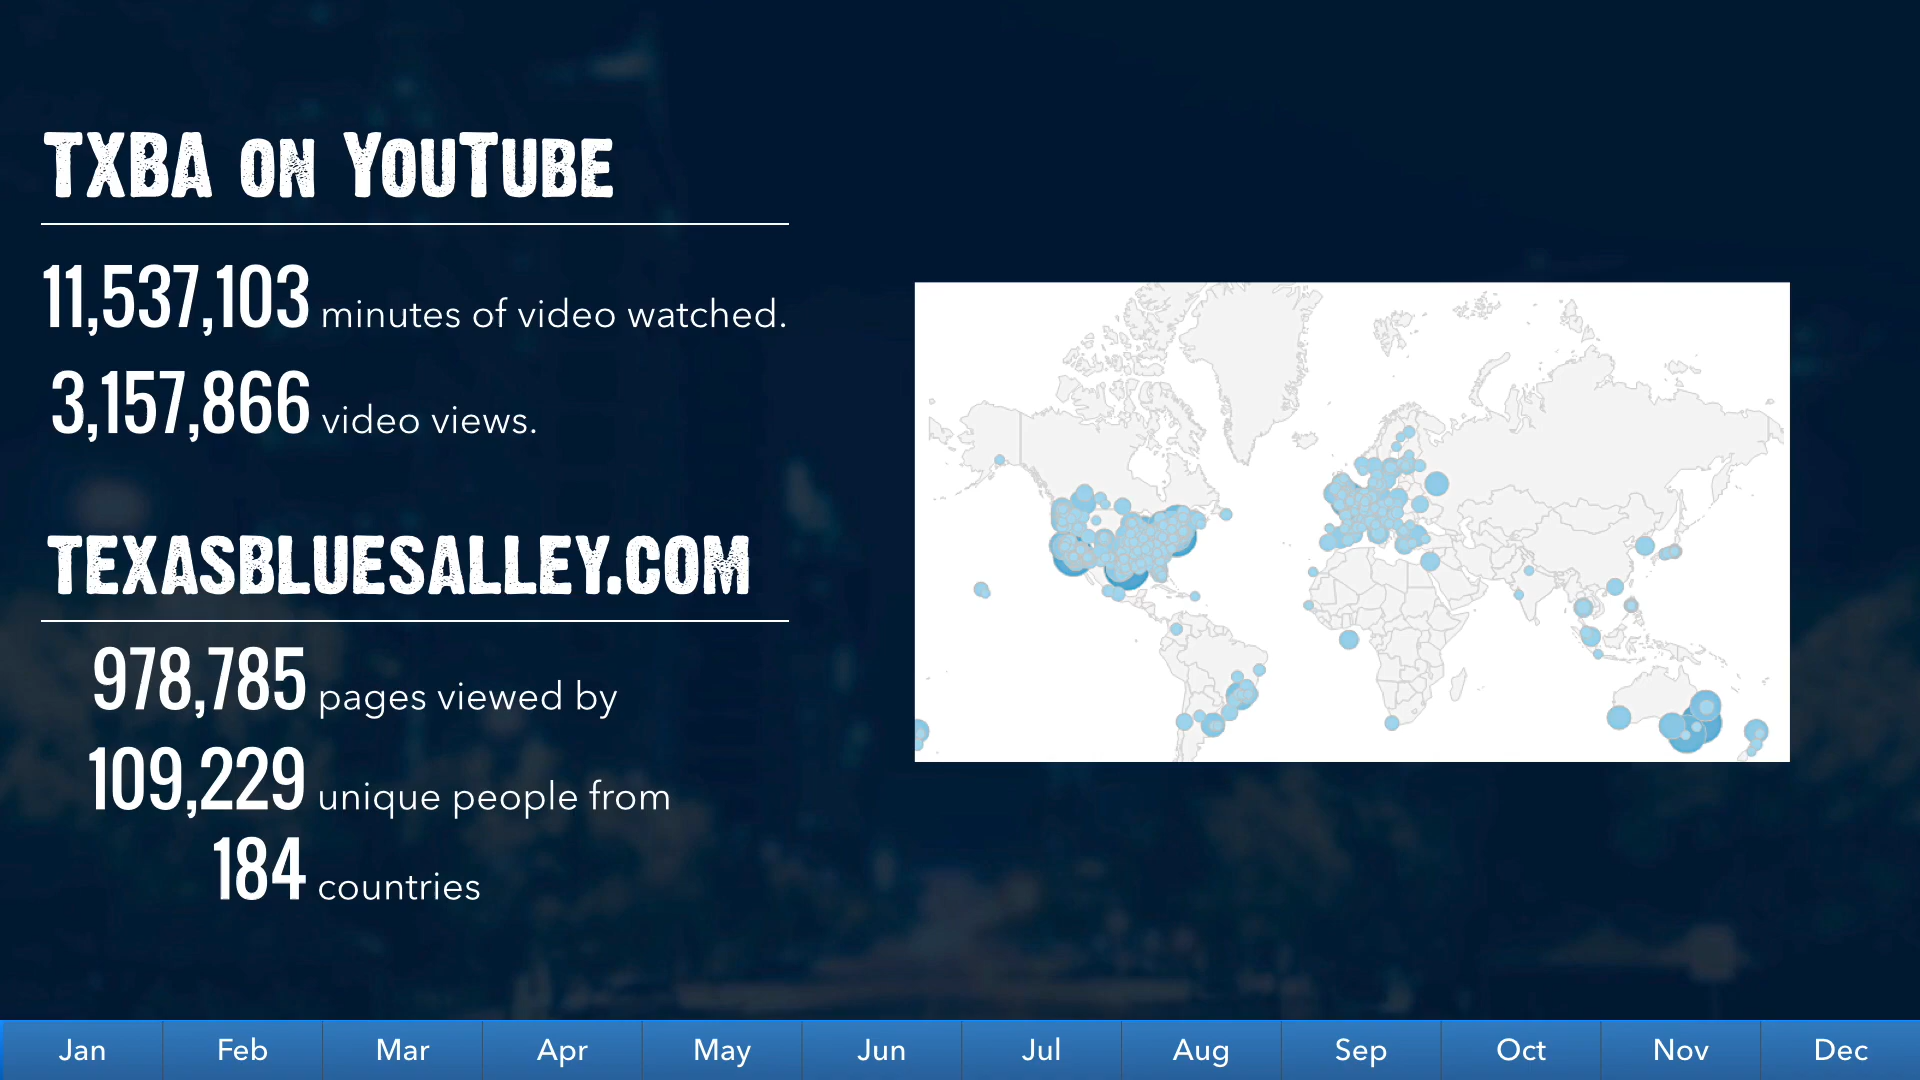 TXBA ON YOUTUBE
11,537,103 minutes of video watched.
3,157,866 video views.
TEXASBLUESALLEY.COM
978,785 pages viewed by
109,229 unique people from
184 countries
Jan Feb Mar Apr May Jun Jul Aug Sep Oct Nov Dec